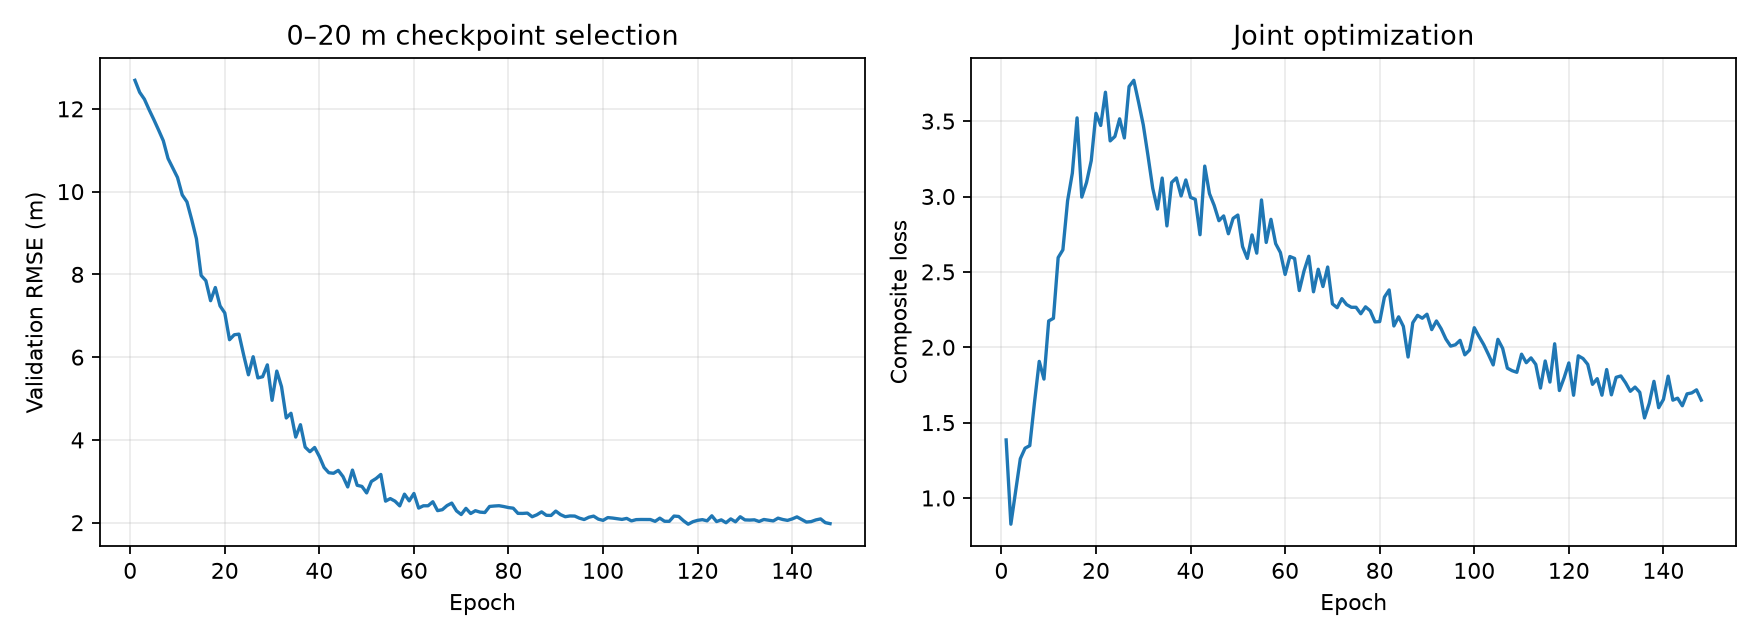 0–20 m checkpoint selection
Validation RMSE (m)
12
10
8
6
4
2
0 20 40 60 80 100 120 140
Epoch
Joint optimization
Composite loss
3.5
3.0
2.5
2.0
1.5
1.0
0 20 40 60 80 100 120 140
Epoch